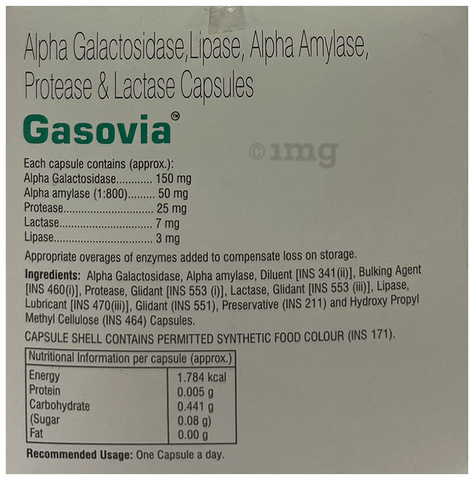 Alpha Galactosidase,Lipase, Alpha Amylase,
Protease & Lactase Capsules
Gasovia™
©1mg
Each capsule contains (approx.):
Alpha Galactosidase............ 150 mg
Alpha amylase (1:800)......... 50 mg
Protease.............................. 25 mg
Lactase................................ 7 mg
Lipase.................................. 3 mg
Appropriate overages of enzymes added to compensate loss on storage.
Ingredients: Alpha Galactosidase, Alpha amylase, Diluent [INS 341(ii)], Bulking Agent
[INS 460(i)], Protease, Glidant [INS 553 (i)], Lactase, Glidant [INS 553 (iii)], Lipase,
Lubricant [INS 470(iii)], Glidant (INS 551), Preservative (INS 211) and Hydroxy Propyl
Methyl Cellulose (INS 464) Capsules.
CAPSULE SHELL CONTAINS PERMITTED SYNTHETIC FOOD COLOUR (INS 171).
Nutritional Information per capsule (approx.)
Energy 1.784 kcal
Protein 0.005 g
Carbohydrate 0.441 g
(Sugar 0.08 g)
Fat 0.00 g
Recommended Usage: One Capsule a day.